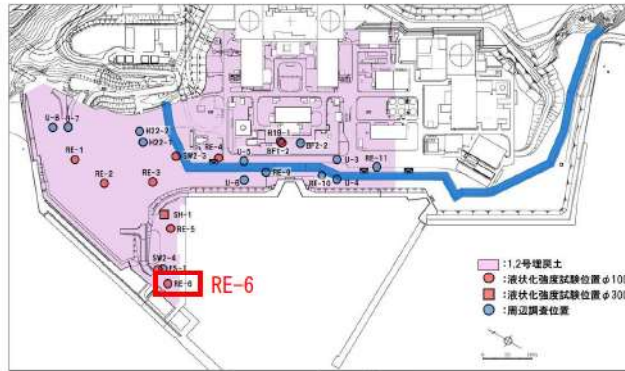 U-8
U-7
H22-2
H22-7
SW2-3
RE-4
H19-1
BF1-2
BF2-2
U-5
U-3
RE-11
RE-1
RE-2
RE-3
U-6
RE-9
RE-10
U-4
SH-1
RE-5
SW2-4
RE-6
RE-6
:1,2号埋戻土
:液状化強度試験位置φ100
:液状化強度試験位置φ300
:周辺調査位置